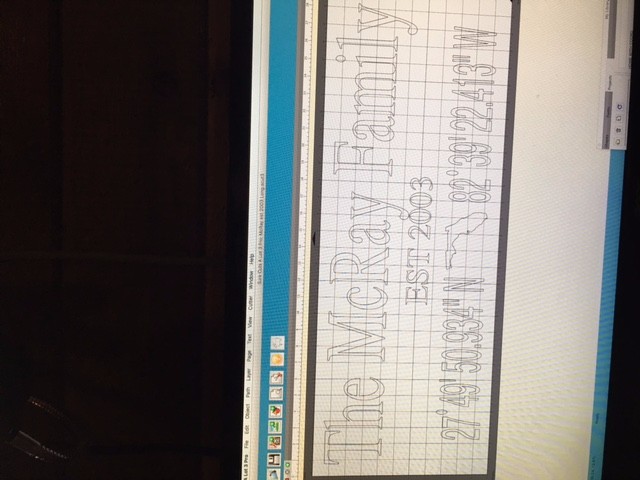 A Lot 3 Pro File Edit Object Path Layer Page Text View Cutter Window Help
Sure Cuts A Lot 3 Pro: McRay est 2003 Long.scut3
The McRay Family
EST 2003
27°49'50.934" N 82°39'22.413" W
Projects